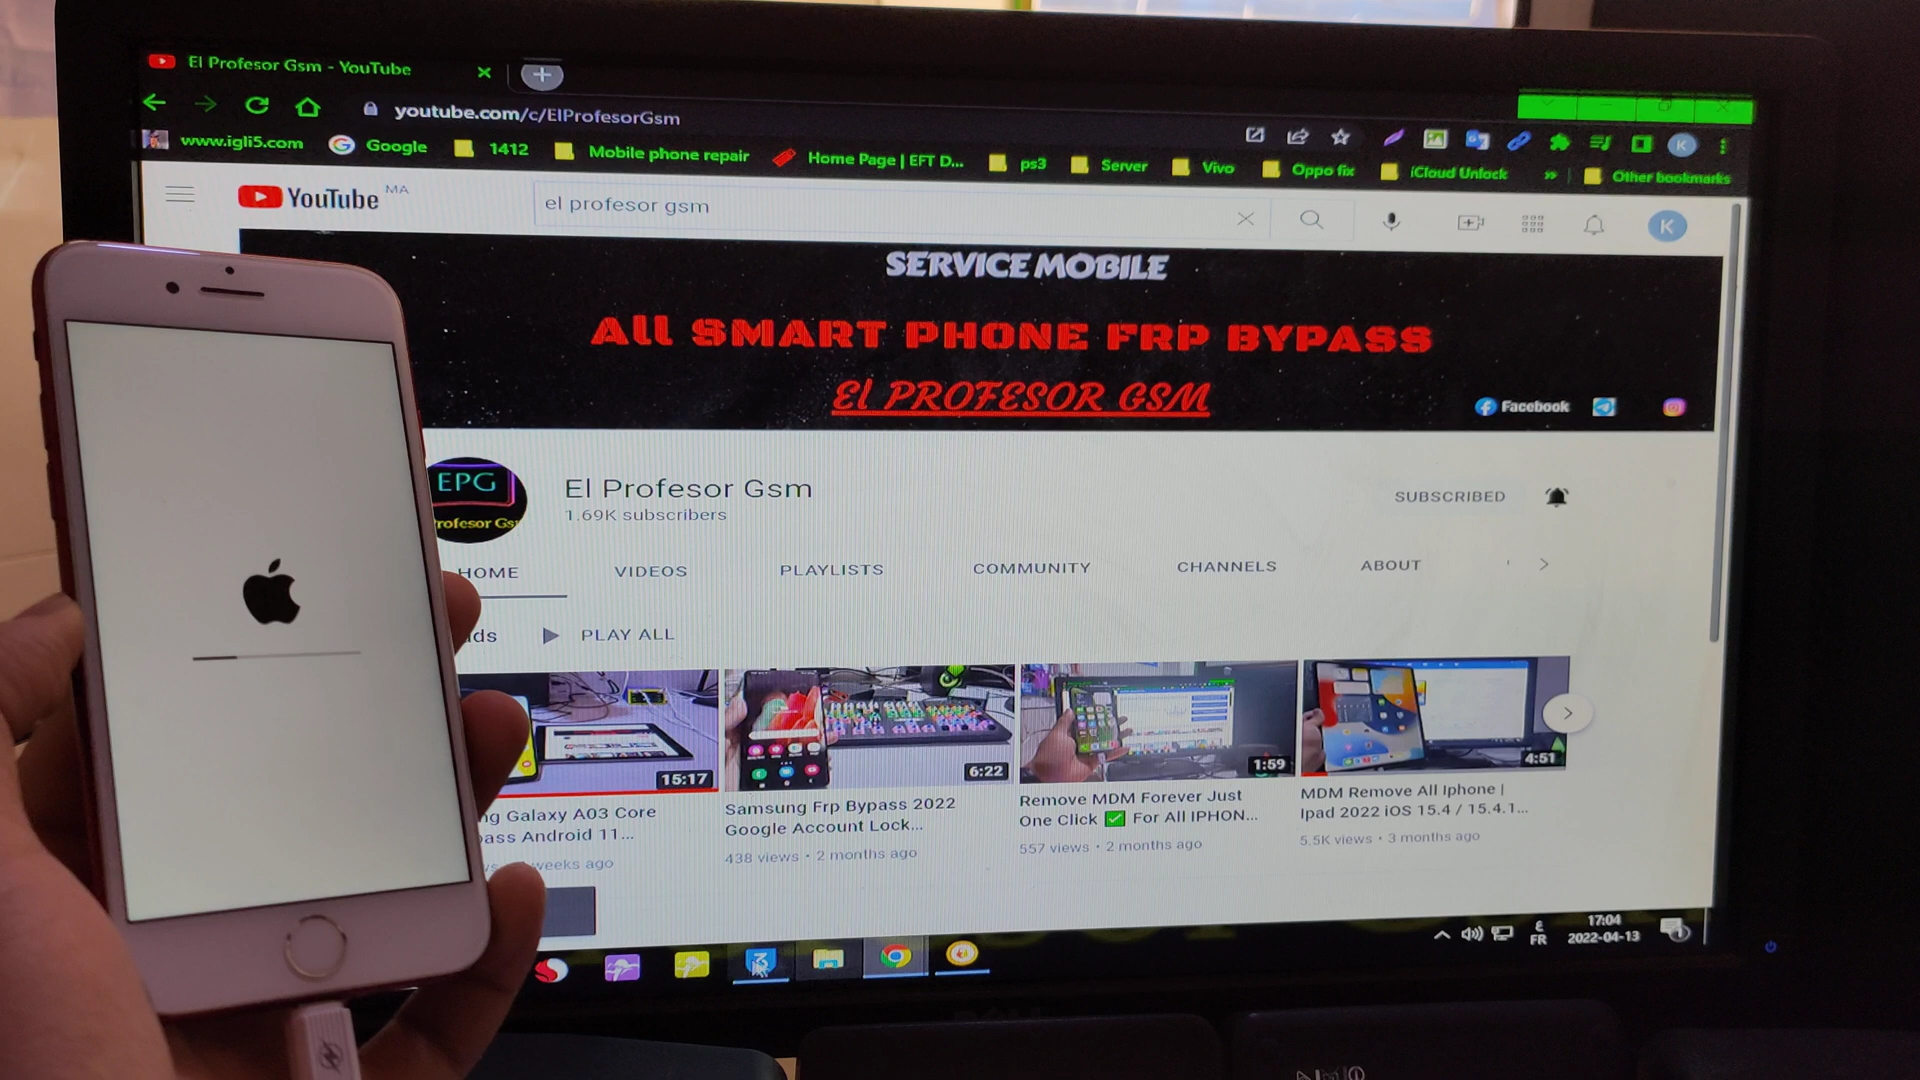 El Profesor Gsm - YouTube
youtube.com/c/ElProfesorGsm
www.igli5.com Google 1412 Mobile phone repair Home Page | EFT D... ps3 Server Vivo Oppo fix iCloud Unlock » Other bookmarks
YouTube MA
el profesor gsm
K
K
SERVICE MOBILE
All SMART PHONE FRP BYPASS
El PROFESOR GSM
Facebook
EPG
rofesor Gs
El Profesor Gsm
1.69K subscribers
SUBSCRIBED
HOME VIDEOS PLAYLISTS COMMUNITY CHANNELS ABOUT
ds PLAY ALL
15:17
6:22
1:59
4:51
ng Galaxy A03 Core
pass Android 11...
weeks ago
Samsung Frp Bypass 2022
Google Account Lock...
438 views • 2 months ago
Remove MDM Forever Just
One Click ✅ For All IPHON...
557 views • 2 months ago
MDM Remove All Iphone |
Ipad 2022 iOS 15.4 / 15.4.1...
5.5K views • 3 months ago
ع
FR
17:04
2022-04-13
1